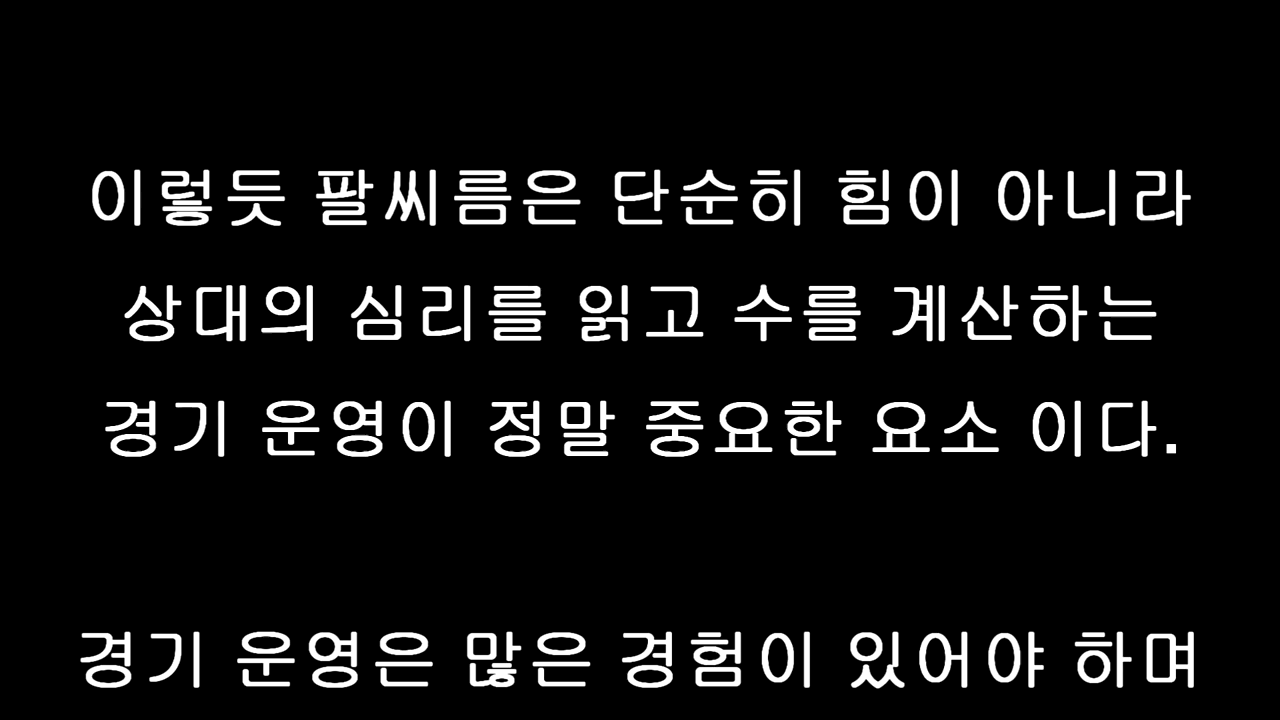 이렇듯 팔씨름은 단순히 힘이 아니라
상대의 심리를 읽고 수를 계산하는
경기 운영이 정말 중요한 요소 이다.
경기 운영은 많은 경험이 있어야 하며